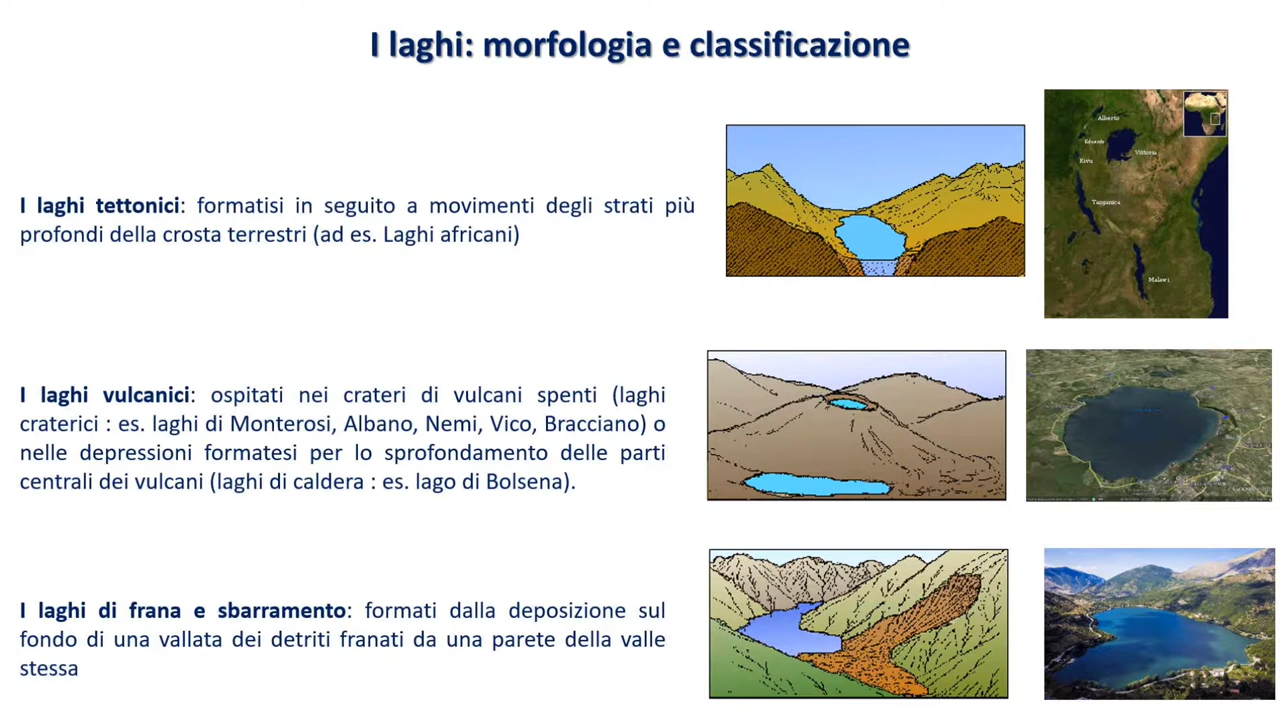 I laghi: morfologia e classificazione
I laghi tettonici: formatisi in seguito a movimenti degli strati più
profondi della crosta terrestri (ad es. Laghi africani)
Alberto
Eduardo
Kivu
Vittoria
Tanganica
Malawi
I laghi vulcanici: ospitati nei crateri di vulcani spenti (laghi
craterici : es. laghi di Monterosi, Albano, Nemi, Vico, Bracciano) o
nelle depressioni formatesi per lo sprofondamento delle parti
centrali dei vulcani (laghi di caldera : es. lago di Bolsena).
I laghi di frana e sbarramento: formati dalla deposizione sul
fondo di una vallata dei detriti franati da una parete della valle
stessa